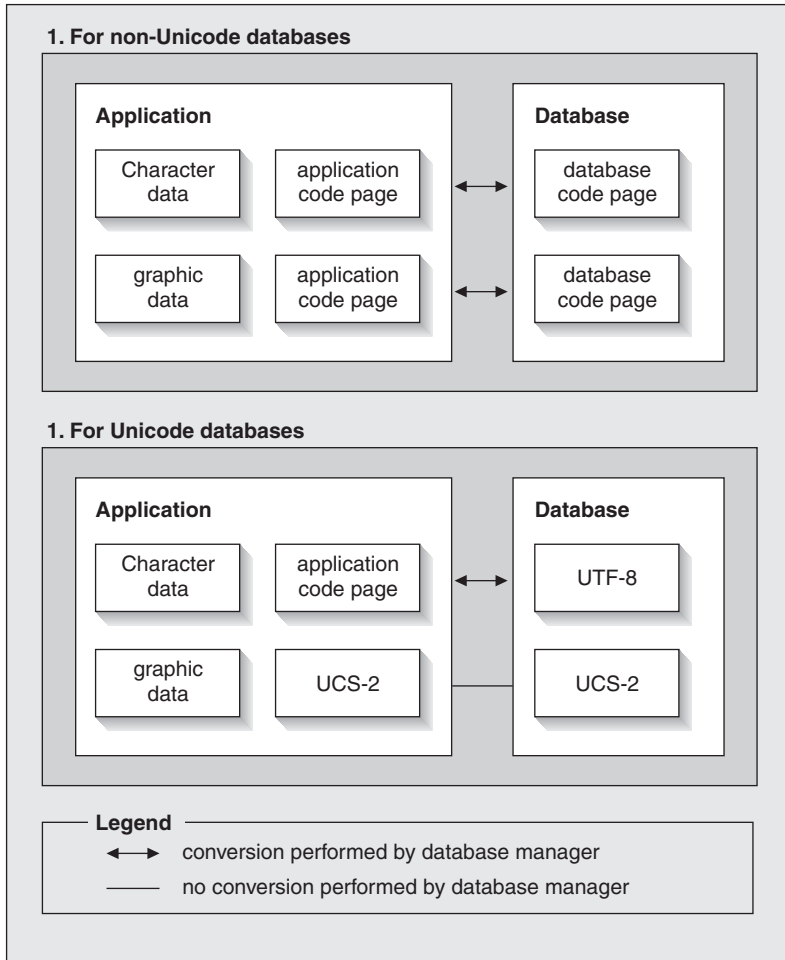 1. For non-Unicode databases
Application
Database
Character
data
application
code page
database
code page
graphic
data
application
code page
database
code page
1. For Unicode databases
Application
Database
Character
data
application
code page
UTF-8
graphic
data
UCS-2
UCS-2
Legend
conversion performed by database manager
no conversion performed by database manager